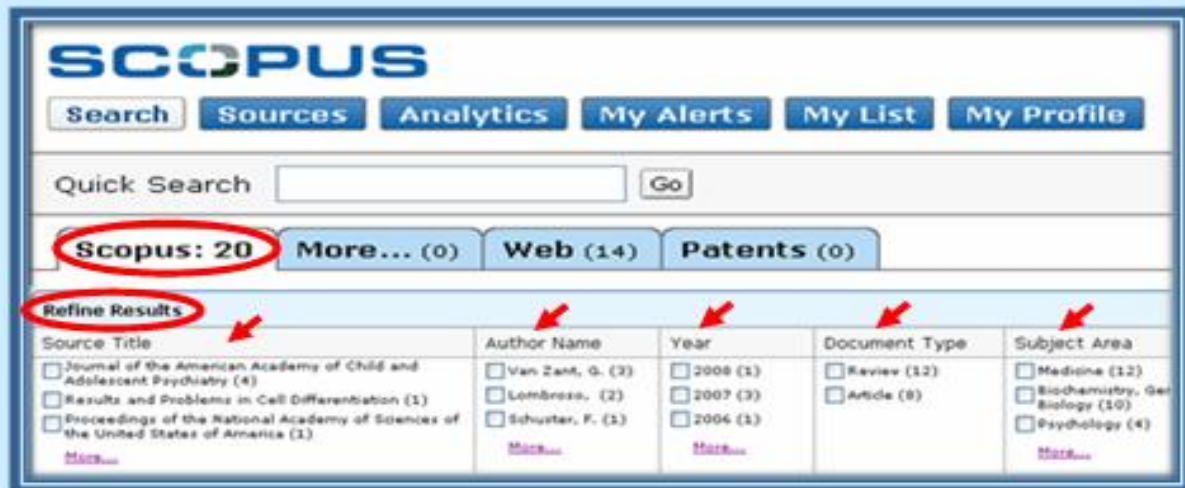 SCOPUS
Search Sources Analytics My Alerts My List My Profile
Quick Search Go
Scopus: 20 More... (0) Web (14) Patents (0)
Refine Results
Source Title Author Name Year Document Type Subject Area
Journal of the American Academy of Child and
Adolescent Psychiatry (4)
Results and Problems in Cell Differentiation (1)
Proceedings of the National Academy of Sciences of
the United States of America (1)
More...
Van Zant, G. (3)
Lombroso, (2)
Schuster, F. (1)
More...
2008 (1)
2007 (3)
2006 (1)
More...
Review (12)
Article (8)
Medicine (12)
Biochemistry, Gen
Biology (10)
Psychology (4)
More...